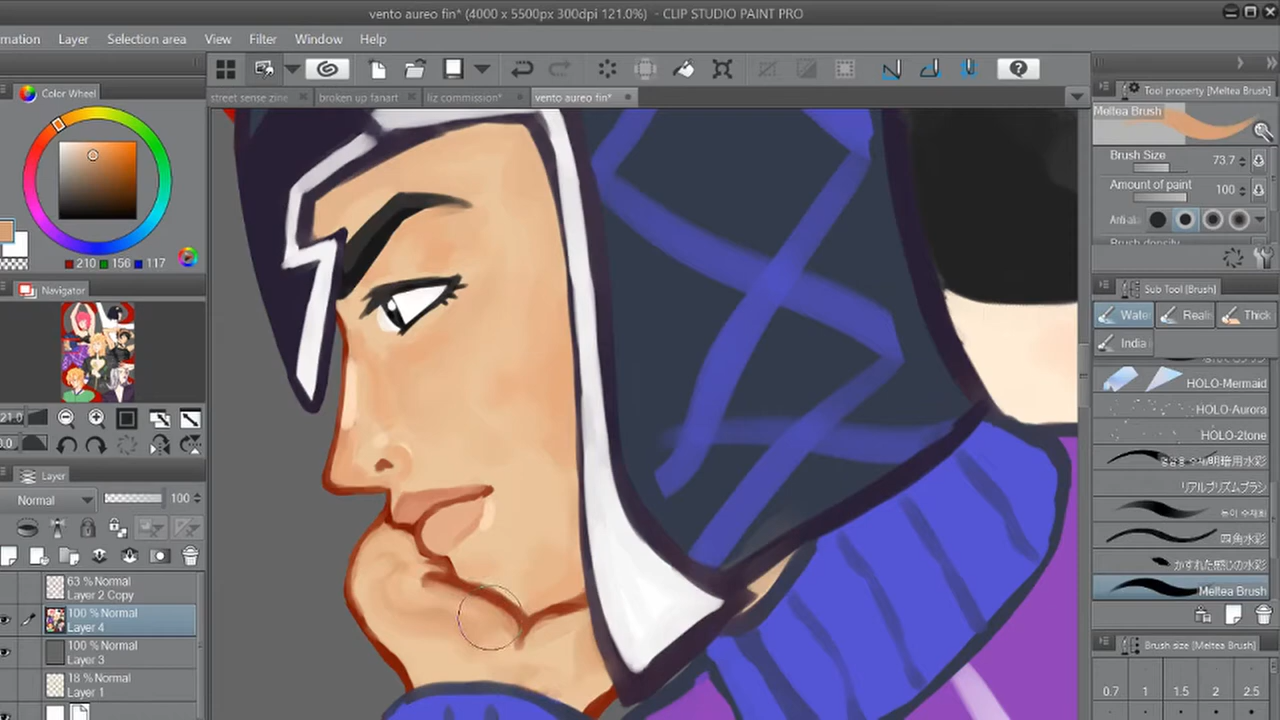 vento aureo fin* (4000 x 5500px 300dpi 121.0%) - CLIP STUDIO PAINT PRO
mation Layer Selection area View Filter Window Help
Color Wheel
street sense zine broken up fanart liz commission* vento aureo fin*
Tool property [Meltea Brush]
Meltea Brush
Brush Size 73.7
Amount of paint 100
Brush density
210 156 117
Navigator
Sub Tool [Brush]
Wate Reali Thick
India
HOLO-Mermaid
HOLO-Aurora
HOLO-2tone
リアルプリズムブラシ
四角水彩
かすれた感じの水彩
Meltea Brush
21.0
0.0
Layer
Normal 100
63 % Normal
Layer 2 Copy
100 % Normal
Layer 4
100 % Normal
Layer 3
18 % Normal
Layer 1
Brush size [Meltea Brush]
0.7 1 1.5 2 2.5